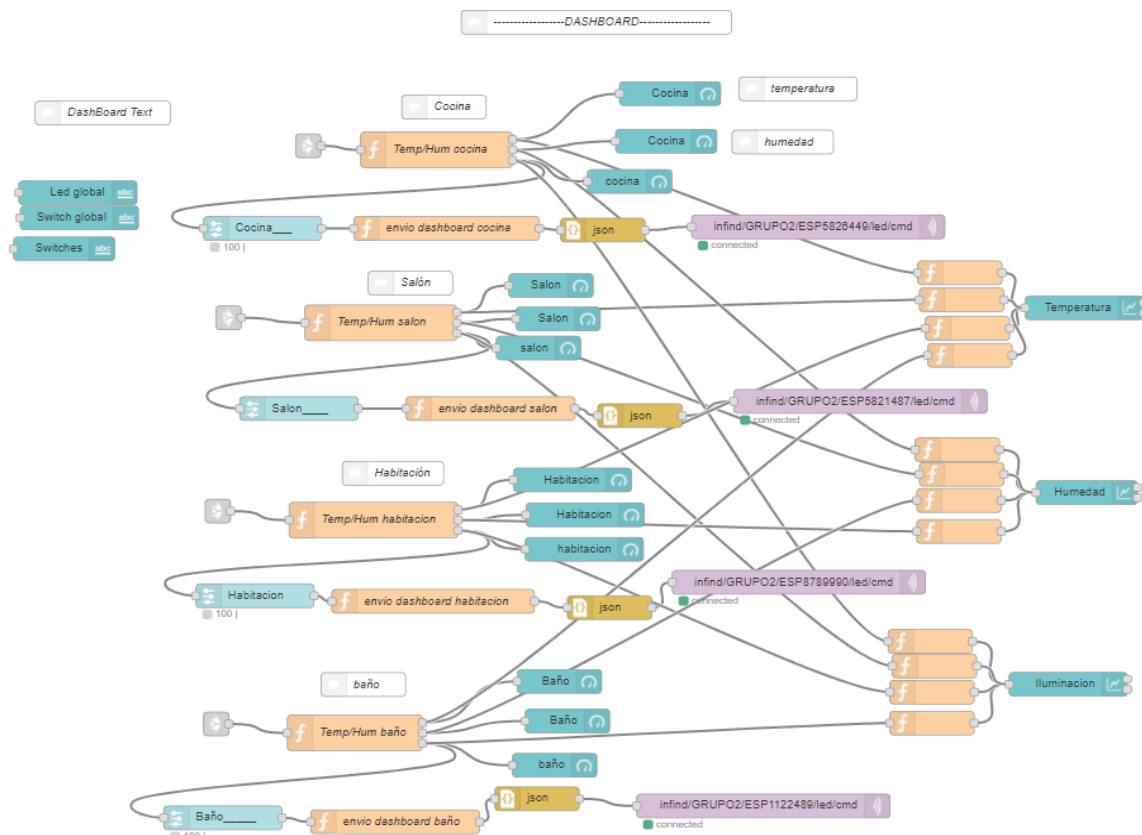 ------------------DASHBOARD------------------
DashBoard Text
Cocina
Cocina
temperatura
Temp/Hum cocina
Cocina
humedad
cocina
Led global
abc
Switch global
abc
Switches
abc
Cocina___
100 |
envio dashboard cocina
json
infind/GRUPO2/ESP5826449/led/cmd
connected
Salón
Salon
Temp/Hum salon
Salon
salon
Temperatura
Salon____
envio dashboard salon
json
infind/GRUPO2/ESP5821487/led/cmd
connected
Habitación
Habitacion
Temp/Hum habitacion
Habitacion
habitacion
Humedad
Habitacion
100 |
envio dashboard habitacion
json
infind/GRUPO2/ESP8789990/led/cmd
connected
baño
Baño
Temp/Hum baño
Baño
baño
Iluminacion
Baño_____
100 |
envio dashboard baño
json
infind/GRUPO2/ESP1122489/led/cmd
connected